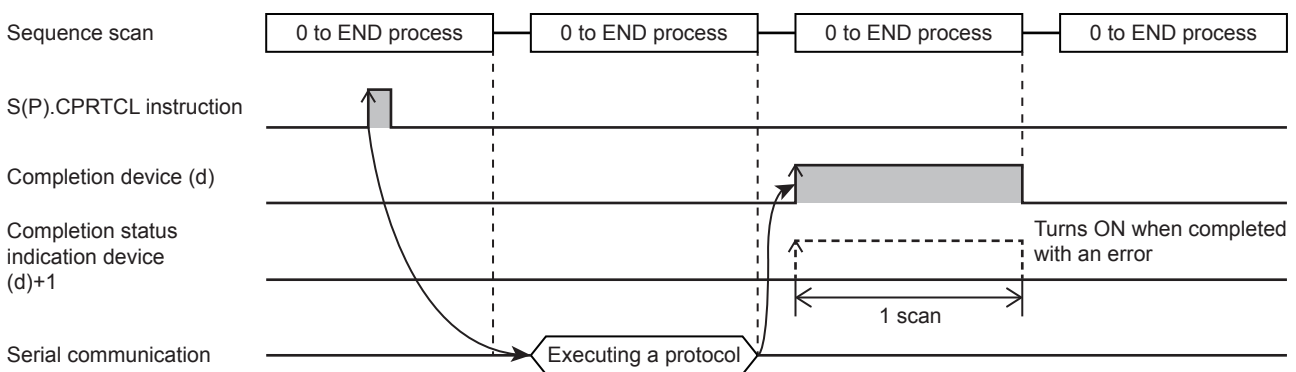 Sequence scan
0 to END process
0 to END process
0 to END process
0 to END process
S(P).CPRTCL instruction
Completion device (d)
Completion status
indication device
(d)+1
Turns ON when completed
with an error
1 scan
Serial communication
Executing a protocol